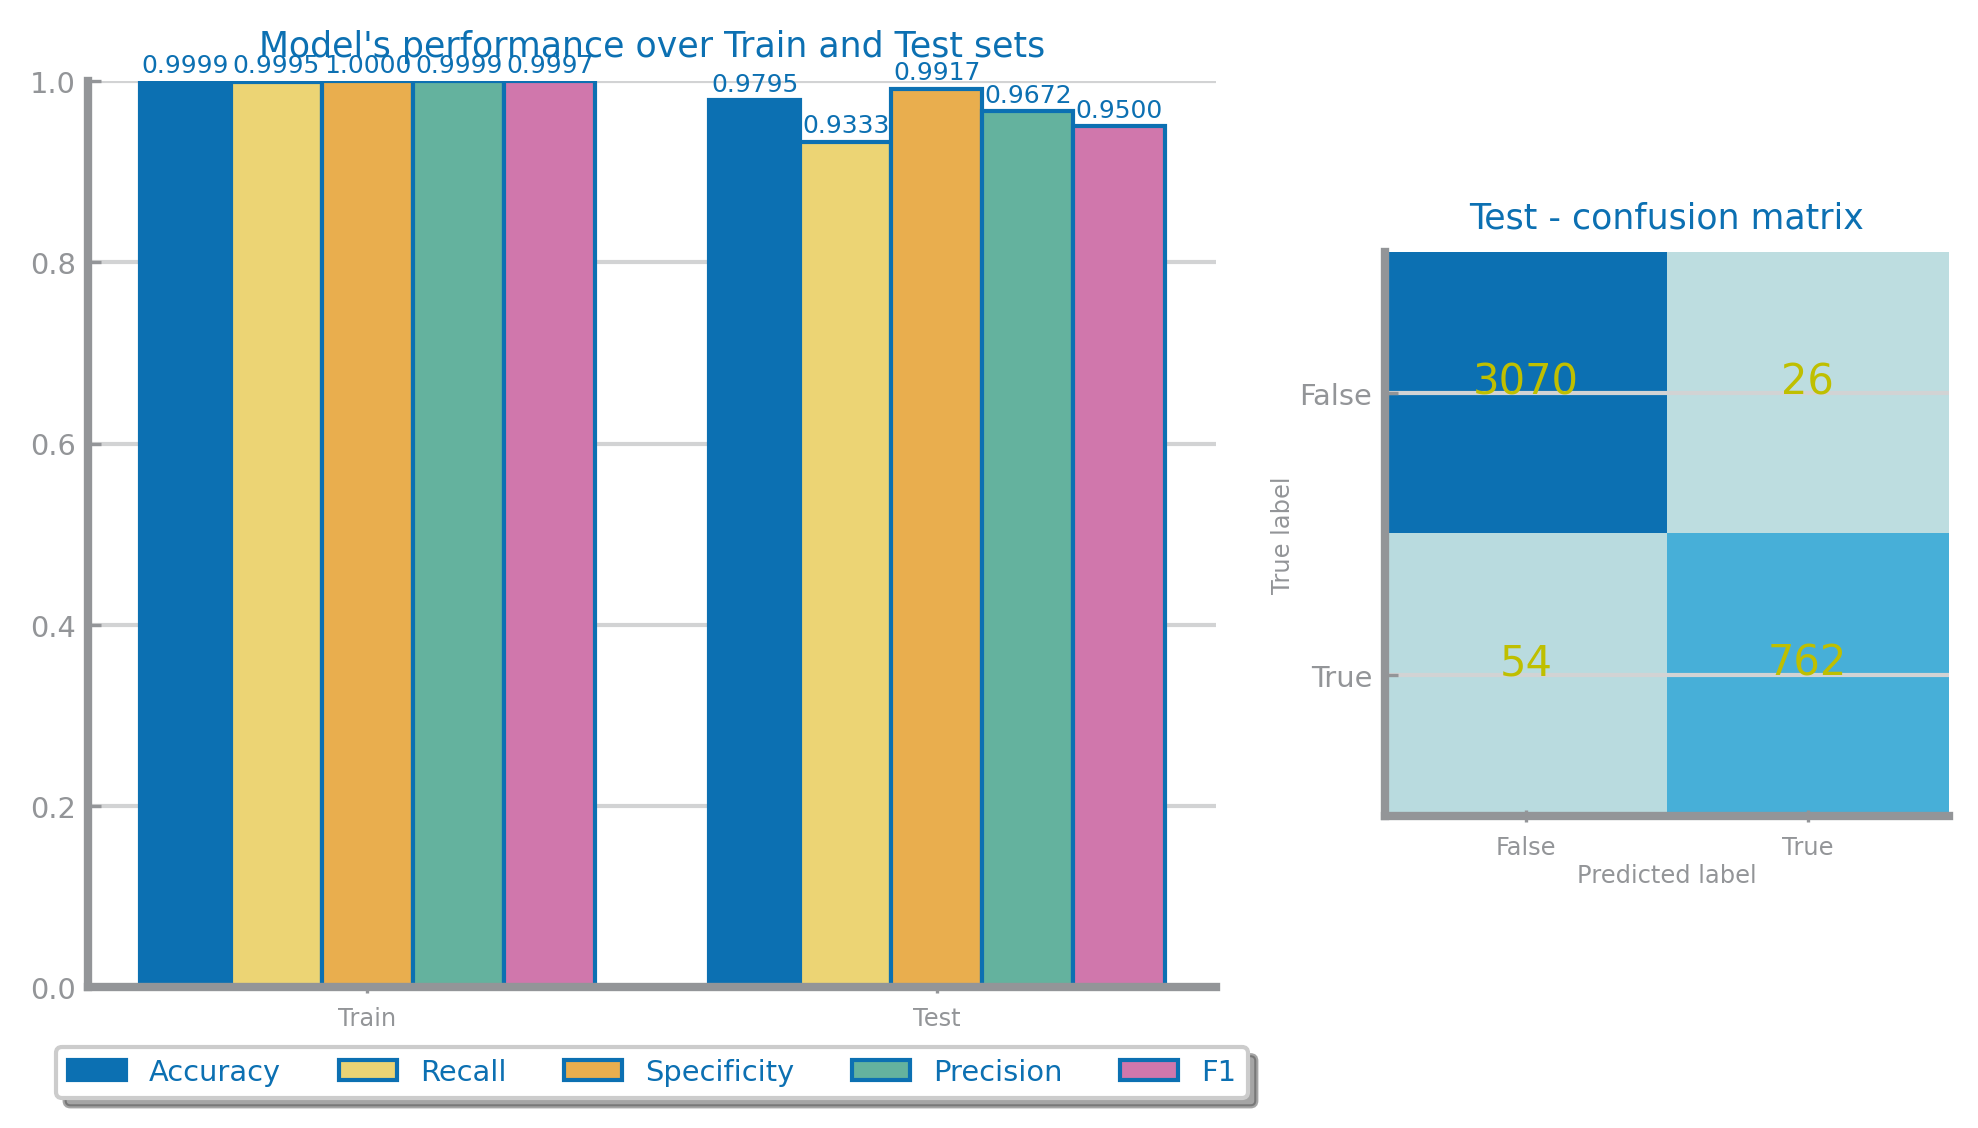 Model's performance over Train and Test sets
0.9999 0.9995 1.0000 0.9999 0.9997
0.9795 0.9333 0.9917 0.9672 0.9500
1.0
0.8
0.6
0.4
0.2
0.0
Train Test
Accuracy Recall Specificity Precision F1
Test - confusion matrix
True label
False 3070 26
True 54 762
False True
Predicted label